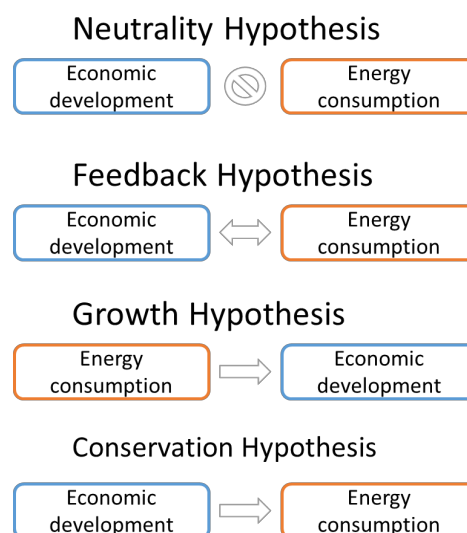 Neutrality Hypothesis
Economic
development
Energy
consumption
Feedback Hypothesis
Economic
development
Energy
consumption
Growth Hypothesis
Energy
consumption
Economic
development
Conservation Hypothesis
Economic
development
Energy
consumption